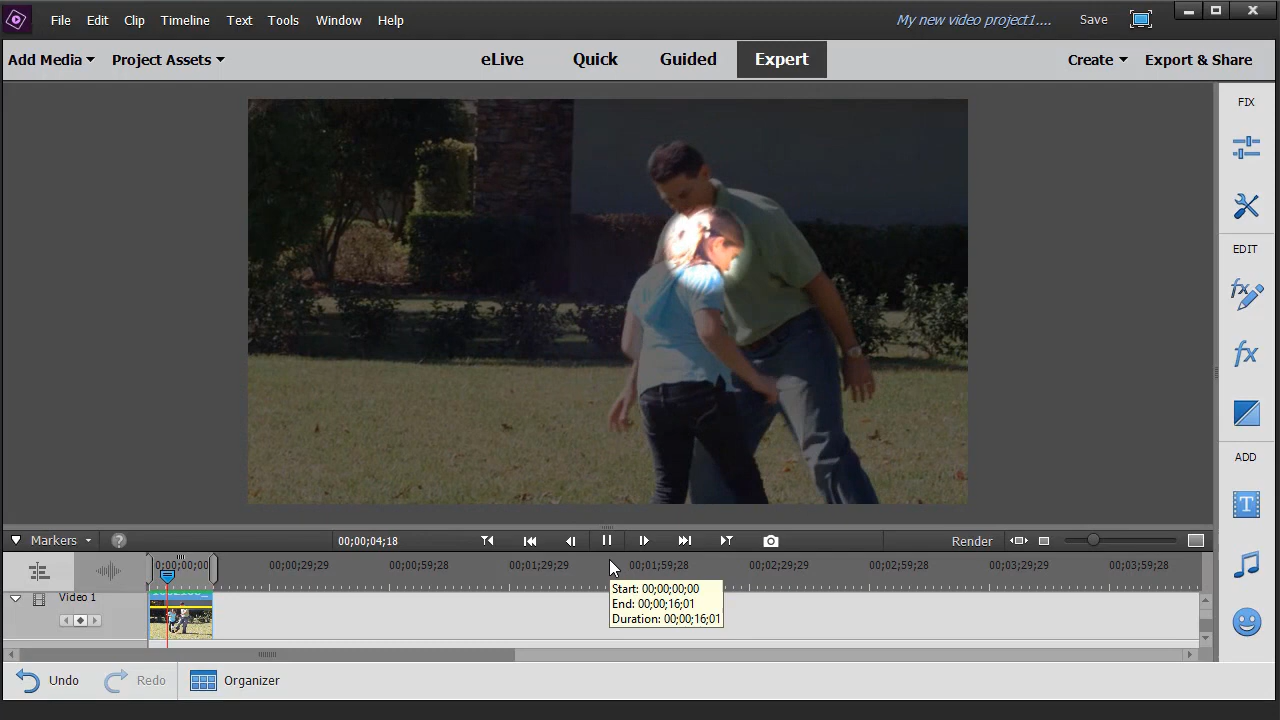 File Edit Clip Timeline Text Tools Window Help
My new video project1.... Save
Add Media Project Assets
eLive Quick Guided Expert
Create Export & Share
FIX
EDIT
ADD
Markers
00;00;04;18
Render
0;00;00;00 00;00;29;29 00;00;59;28 00;01;29;29 00;01;59;28 00;02;29;29 00;02;59;28 00;03;29;29 00;03;59;28
Start: 00;00;00;00
End: 00;00;16;01
Duration: 00;00;16;01
Video 1
Undo Redo Organizer